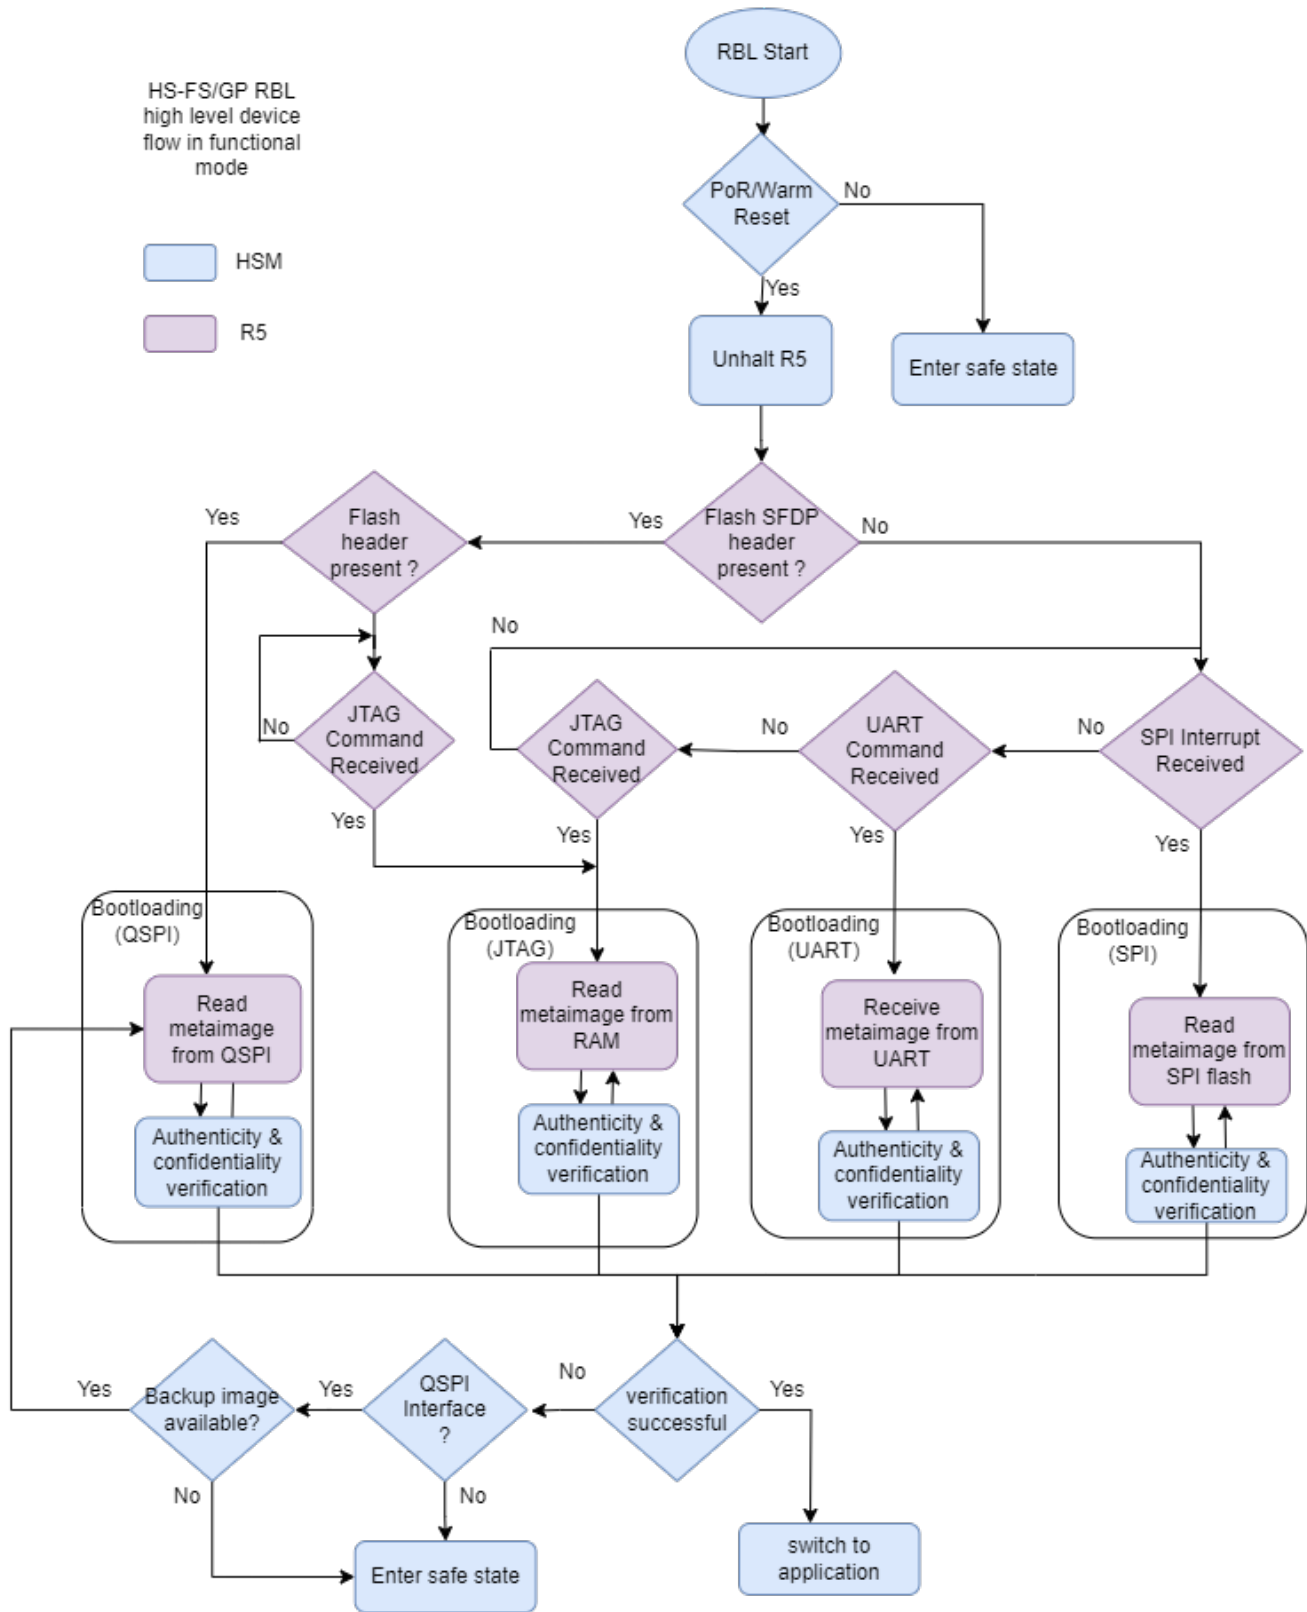 RBL Start
HS-FS/GP RBL
high level device
flow in functional
mode
PoR/Warm
Reset
No
Yes
HSM
R5
Unhalt R5
Enter safe state
Yes
Flash
header
present ?
Yes
Flash SFDP
header
present ?
No
No
No
JTAG
Command
Received
JTAG
Command
Received
No
UART
Command
Received
No
SPI Interrupt
Received
Yes
Yes
Yes
Yes
Bootloading
(QSPI)
Bootloading
(JTAG)
Bootloading
(UART)
Bootloading
(SPI)
Read
metaimage
from QSPI
Read
metaimage from
RAM
Receive
metaimage from
UART
Read
metaimage from
SPI flash
Authenticity &
confidentiality
verification
Authenticity &
confidentiality
verification
Authenticity &
confidentiality
verification
Authenticity &
confidentiality
verification
Yes
Backup image
available?
Yes
QSPI
Interface
?
No
verification
successful
Yes
No
No
Enter safe state
switch to
application